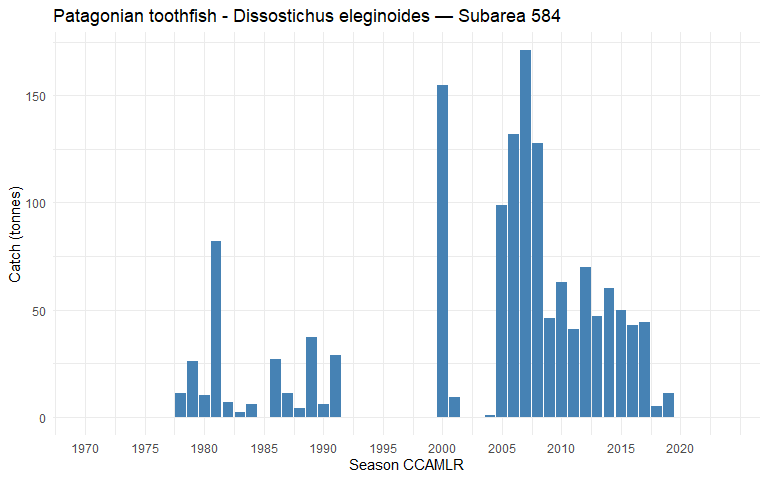 Patagonian toothfish - Dissostichus eleginoides — Subarea 584
Catch (tonnes)
150
100
50
0
1970 1975 1980 1985 1990 1995 2000 2005 2010 2015 2020
Season CCAMLR